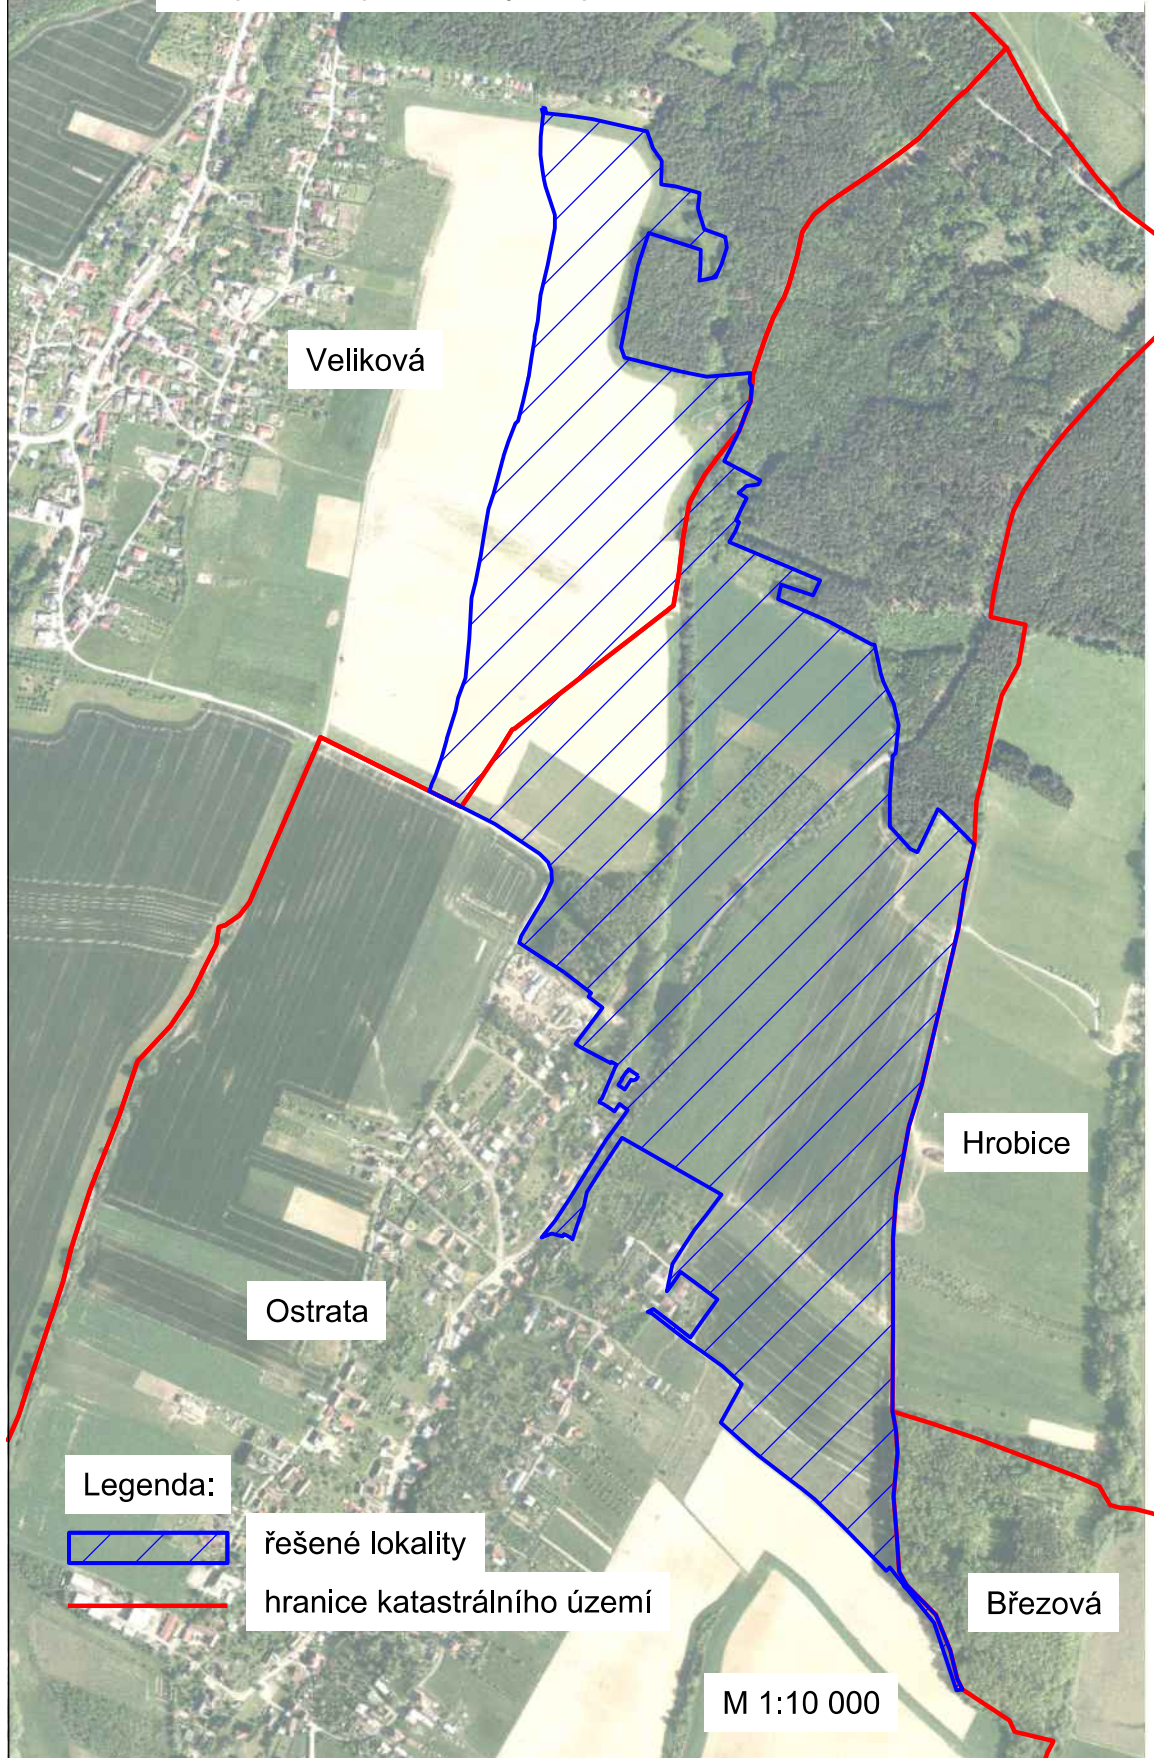 Veliková
Hrobice
Ostrata
Legenda:
řešené lokality
hranice katastrálního území
Březová
M 1:10 000